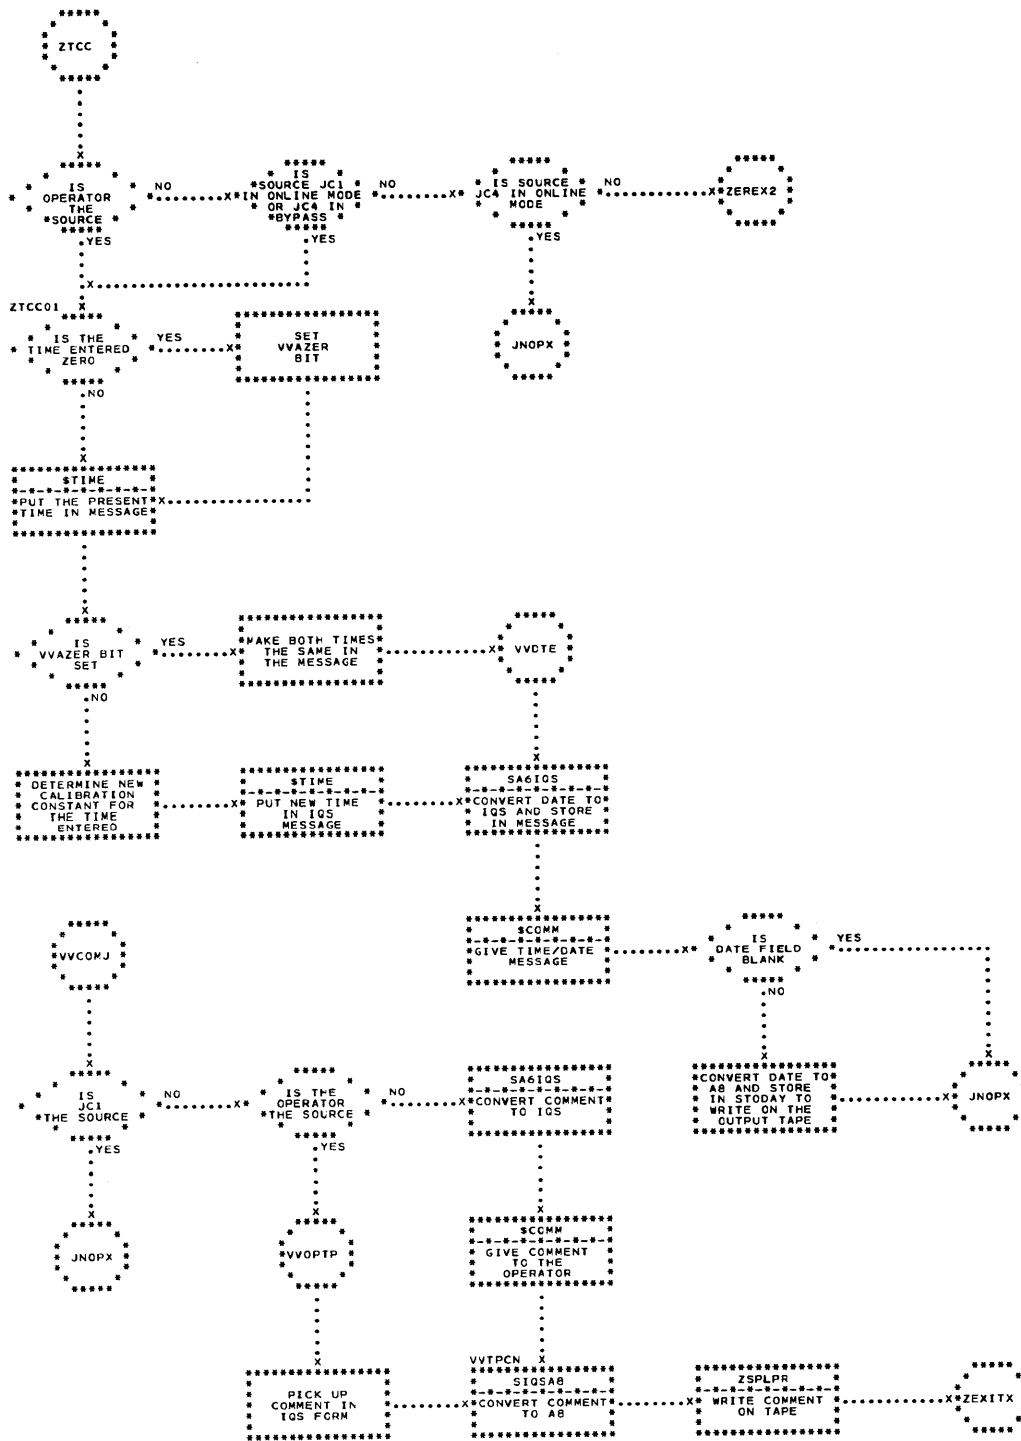 ZTCC
IS
OPERATOR
THE
SOURCE
NO
IS
SOURCE JC1
IN ONLINE MODE
OR JC4 IN
BYPASS
NO
IS SOURCE
JC4 IN ONLINE
MODE
NO
ZEREX2
YES
YES
YES
ZTCC01
IS THE
TIME ENTERED
ZERO
YES
SET
VVAZER
BIT
JNOPX
NO
$TIME
PUT THE PRESENT
TIME IN MESSAGE
IS
VVAZER BIT
SET
YES
MAKE BOTH TIMES
THE SAME IN
THE MESSAGE
VVDTE
NO
DETERMINE NEW
CALIBRATION
CONSTANT FOR
THE TIME
ENTERED
$TIME
PUT NEW TIME
IN IQS
MESSAGE
SA6IQS
CONVERT DATE TO
IQS AND STORE
IN MESSAGE
$COMM
GIVE TIME/DATE
MESSAGE
IS
DATE FIELD
BLANK
YES
NO
VVCOMJ
IS
JC1
THE SOURCE
NO
IS THE
OPERATOR
THE SOURCE
NO
SA6IQS
CONVERT COMMENT
TO IQS
CONVERT DATE TO
A8 AND STORE
IN STODAY TO
WRITE ON THE
OUTPUT TAPE
JNOPX
YES
YES
JNOPX
VVOPTP
$COMM
GIVE COMMENT
TO THE
OPERATOR
VVTPCN
PICK UP
COMMENT IN
IQS FORM
SIQSA8
CONVERT COMMENT
TO A8
ZSPLPR
WRITE COMMENT
ON TAPE
ZEXITX